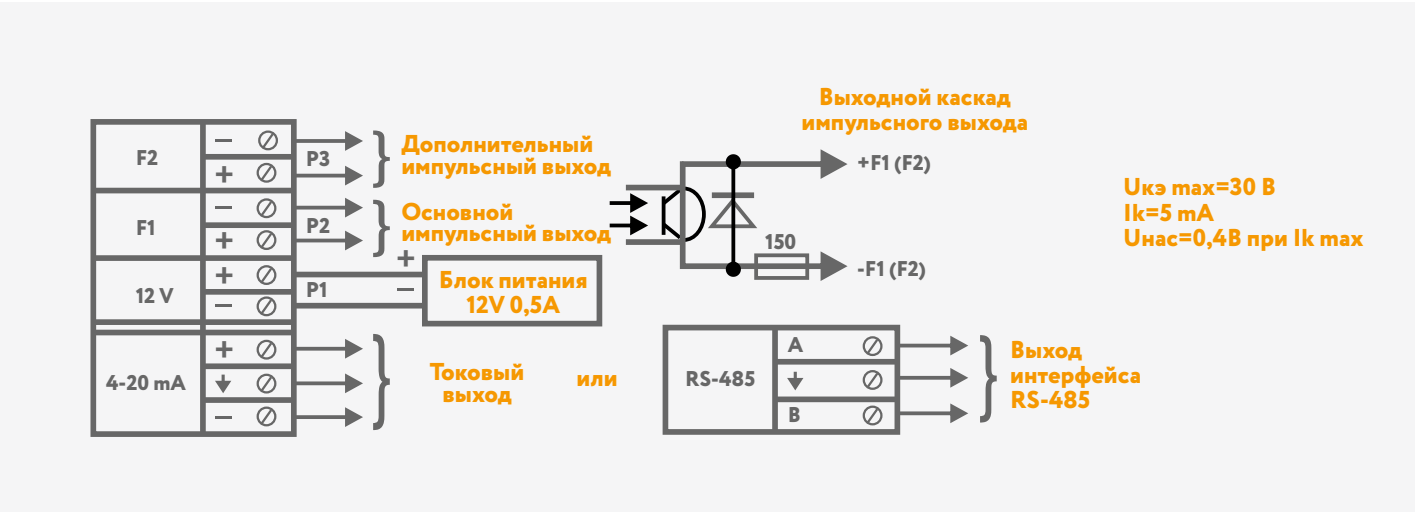 Выходной каскад
импульсного выхода
F2
−
+
P3
Дополнительный
импульсный выход
+F1 (F2)
Uкэ max=30 В
Ik=5 mA
Uнас=0,4В при Ik max
F1
−
+
P2
Основной
импульсный выход
150
-F1 (F2)
12 V
+
−
P1
+
−
Блок питания
12V 0,5A
4-20 mA
+
−
Токовый
выход
или
RS-485
A
B
Выход
интерфейса
RS-485